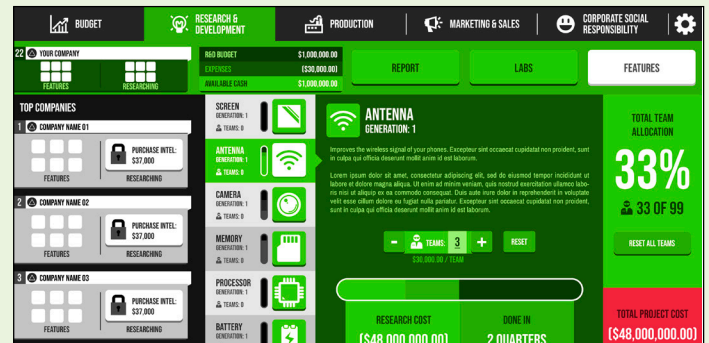 BUDGET
RESEARCH &
DEVELOPMENT
PRODUCTION
MARKETING & SALES
CORPORATE SOCIAL
RESPONSIBILITY
22 YOUR COMPANY
FEATURES
RESEARCHING
R&D BUDGET $1,000,000.00
EXPENSES ($30,000.00)
AVAILABLE CASH $1,000,000.00
REPORT
LABS
FEATURES
TOP COMPANIES
1 COMPANY NAME 01
PURCHASE INTEL:
$37,000
FEATURES
RESEARCHING
2 COMPANY NAME 02
PURCHASE INTEL:
$37,000
FEATURES
RESEARCHING
3 COMPANY NAME 03
PURCHASE INTEL:
$37,000
FEATURES
RESEARCHING
SCREEN
GENERATION: 1
TEAMS: 0
ANTENNA
GENERATION: 1
TEAMS: 0
CAMERA
GENERATION: 1
TEAMS: 0
MEMORY
GENERATION: 1
TEAMS: 0
PROCESSOR
GENERATION: 1
TEAMS: 0
BATTERY
GENERATION: 1
ANTENNA
GENERATION: 1
Improves the wireless signal of your phones. Excepteur sint occaecat cupidatat non proident, sunt
in culpa qui officia deserunt mollit anim id est laborum.
Lorem ipsum dolor sit amet, consectetur adipiscing elit, sed do eiusmod tempor incididunt ut
labore et dolore magna aliqua. Ut enim ad minim veniam, quis nostrud exercitation ullamco labo-
ris nisi ut aliquip ex ea commodo consequat. Duis aute irure dolor in reprehenderit in voluptate
velit esse cillum dolore eu fugiat nulla pariatur. Excepteur sint occaecat cupidatat non proident,
sunt in culpa qui officia deserunt mollit anim id est laborum.
- TEAMS: 3 + RESET
$30,000.00 / TEAM
RESEARCH COST
($48,000,000.00)
DONE IN
2 QUARTERS
TOTAL TEAM
ALLOCATION
33%
33 OF 99
RESET ALL TEAMS
TOTAL PROJECT COST
($48,000,000.00)